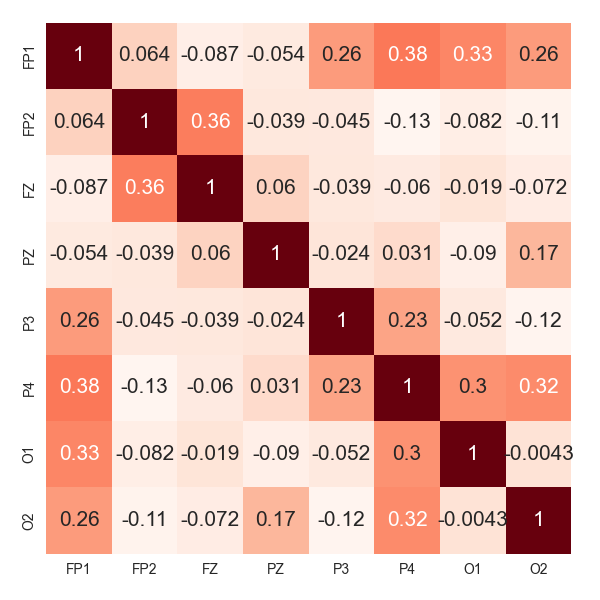 FP1 1 0.064 -0.087 -0.054 0.26 0.38 0.33 0.26
FP2 0.064 1 0.36 -0.039 -0.045 -0.13 -0.082 -0.11
FZ -0.087 0.36 1 0.06 -0.039 -0.06 -0.019 -0.072
PZ -0.054 -0.039 0.06 1 -0.024 0.031 -0.09 0.17
P3 0.26 -0.045 -0.039 -0.024 1 0.23 -0.052 -0.12
P4 0.38 -0.13 -0.06 0.031 0.23 1 0.3 0.32
O1 0.33 -0.082 -0.019 -0.09 -0.052 0.3 1 -0.0043
O2 0.26 -0.11 -0.072 0.17 -0.12 0.32 -0.0043 1
FP1 FP2 FZ PZ P3 P4 O1 O2